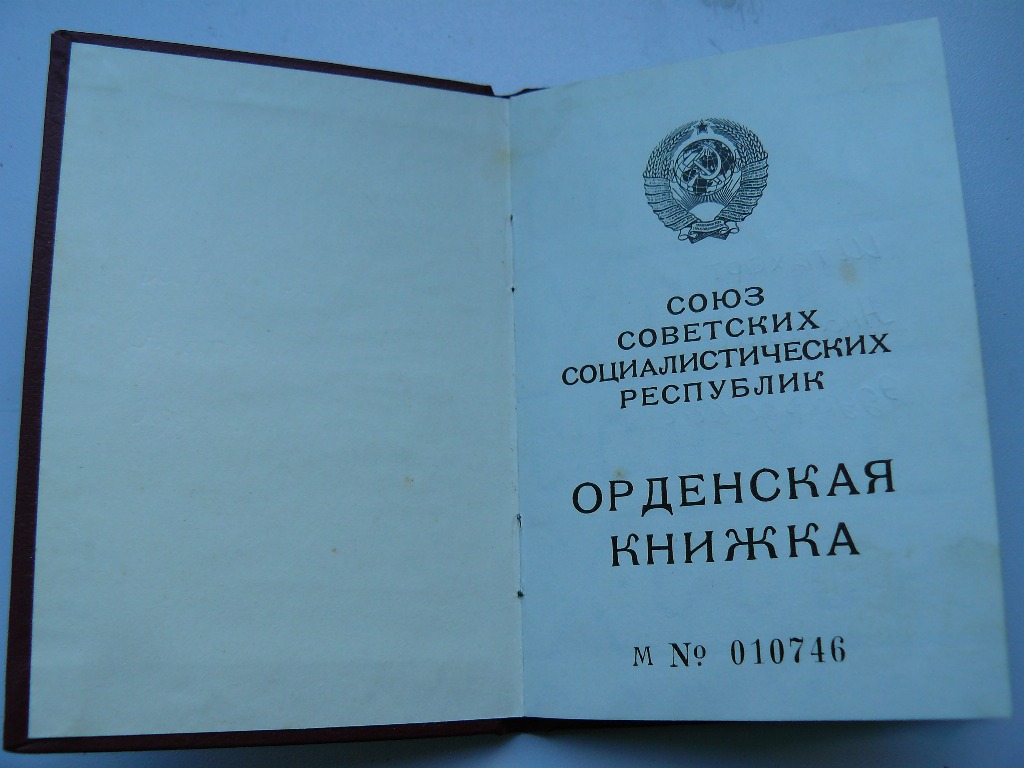 СОЮЗ
СОВЕТСКИХ
СОЦИАЛИСТИЧЕСКИХ
РЕСПУБЛИК
ОРДЕНСКАЯ
КНИЖКА
М № 010746